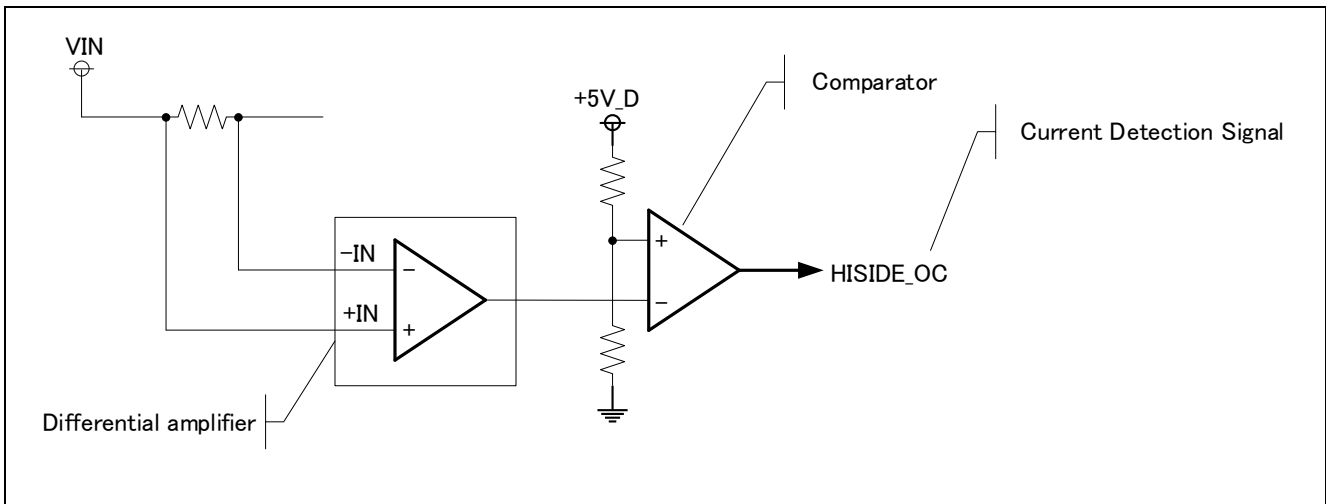 VIN
+5V_D
Comparator
Current Detection Signal
−IN
−
+IN
+
+
−
HISIDE_OC
Differential amplifier